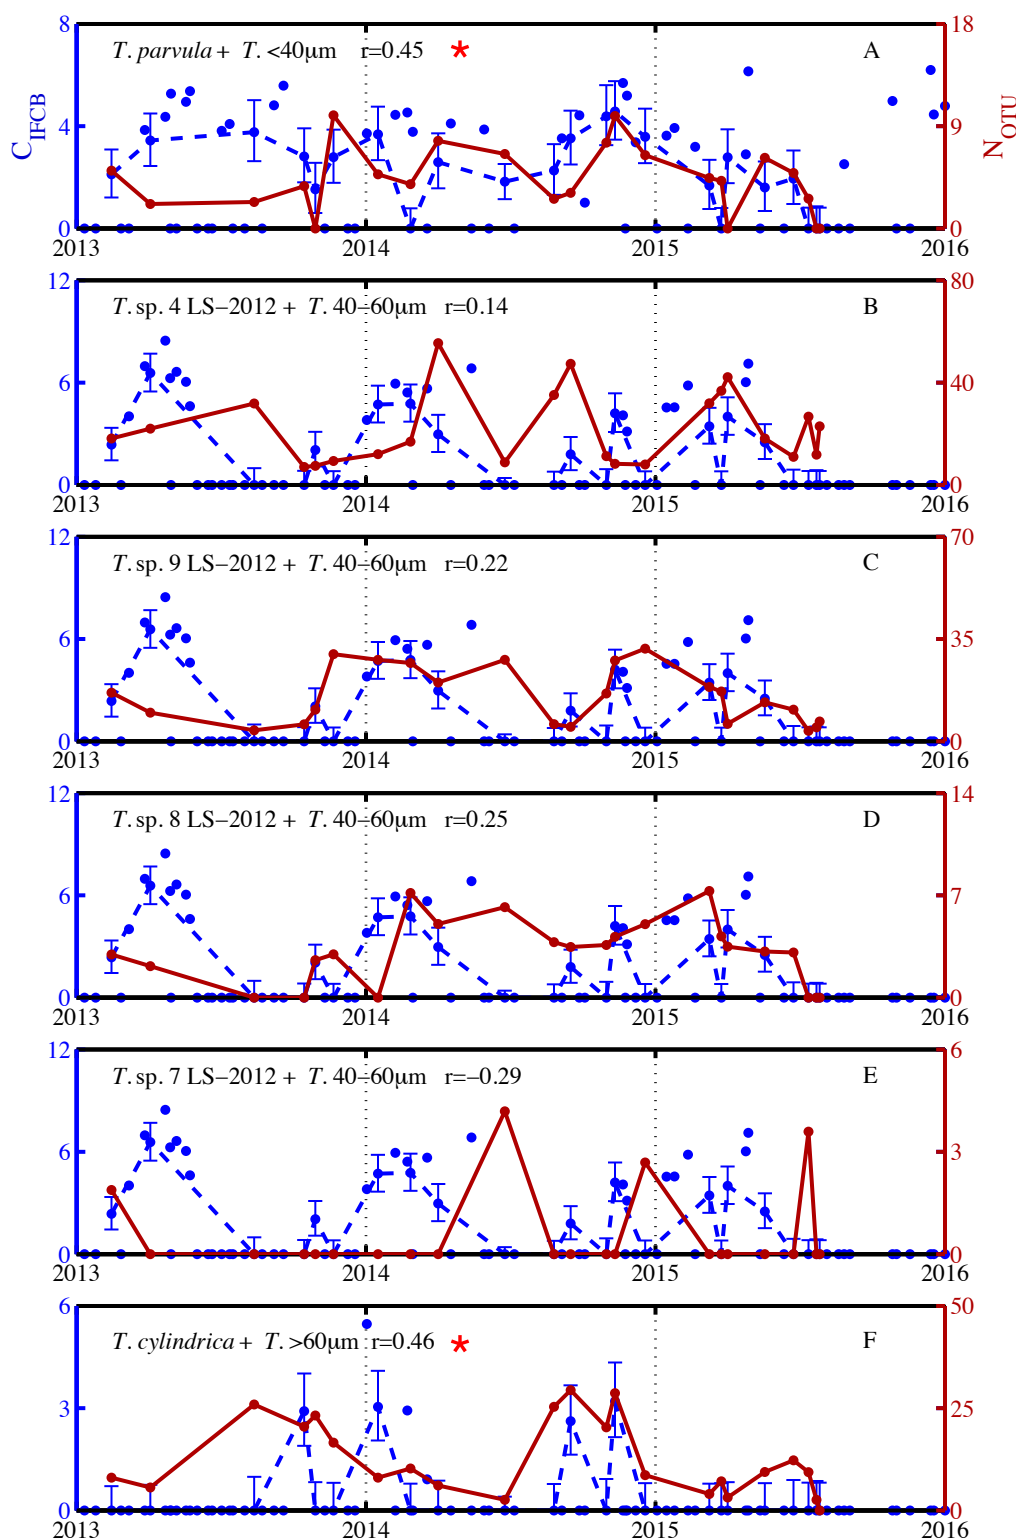 8 18
T. parvula + T. <40µm r=0.45 * A
C_IFCB 4 9 N_OTU
0 0
2013 2014 2015 2016
12 80
T. sp. 4 LS−2012 + T. 40−60µm r=0.14 B
6 40
0 0
2013 2014 2015 2016
12 70
T. sp. 9 LS−2012 + T. 40−60µm r=0.22 C
6 35
0 0
2013 2014 2015 2016
12 14
T. sp. 8 LS−2012 + T. 40−60µm r=0.25 D
6 7
0 0
2013 2014 2015 2016
12 6
T. sp. 7 LS−2012 + T. 40−60µm r=−0.29 E
6 3
0 0
2013 2014 2015 2016
6 50
T. cylindrica + T. >60µm r=0.46 * F
3 25
0 0
2013 2014 2015 2016